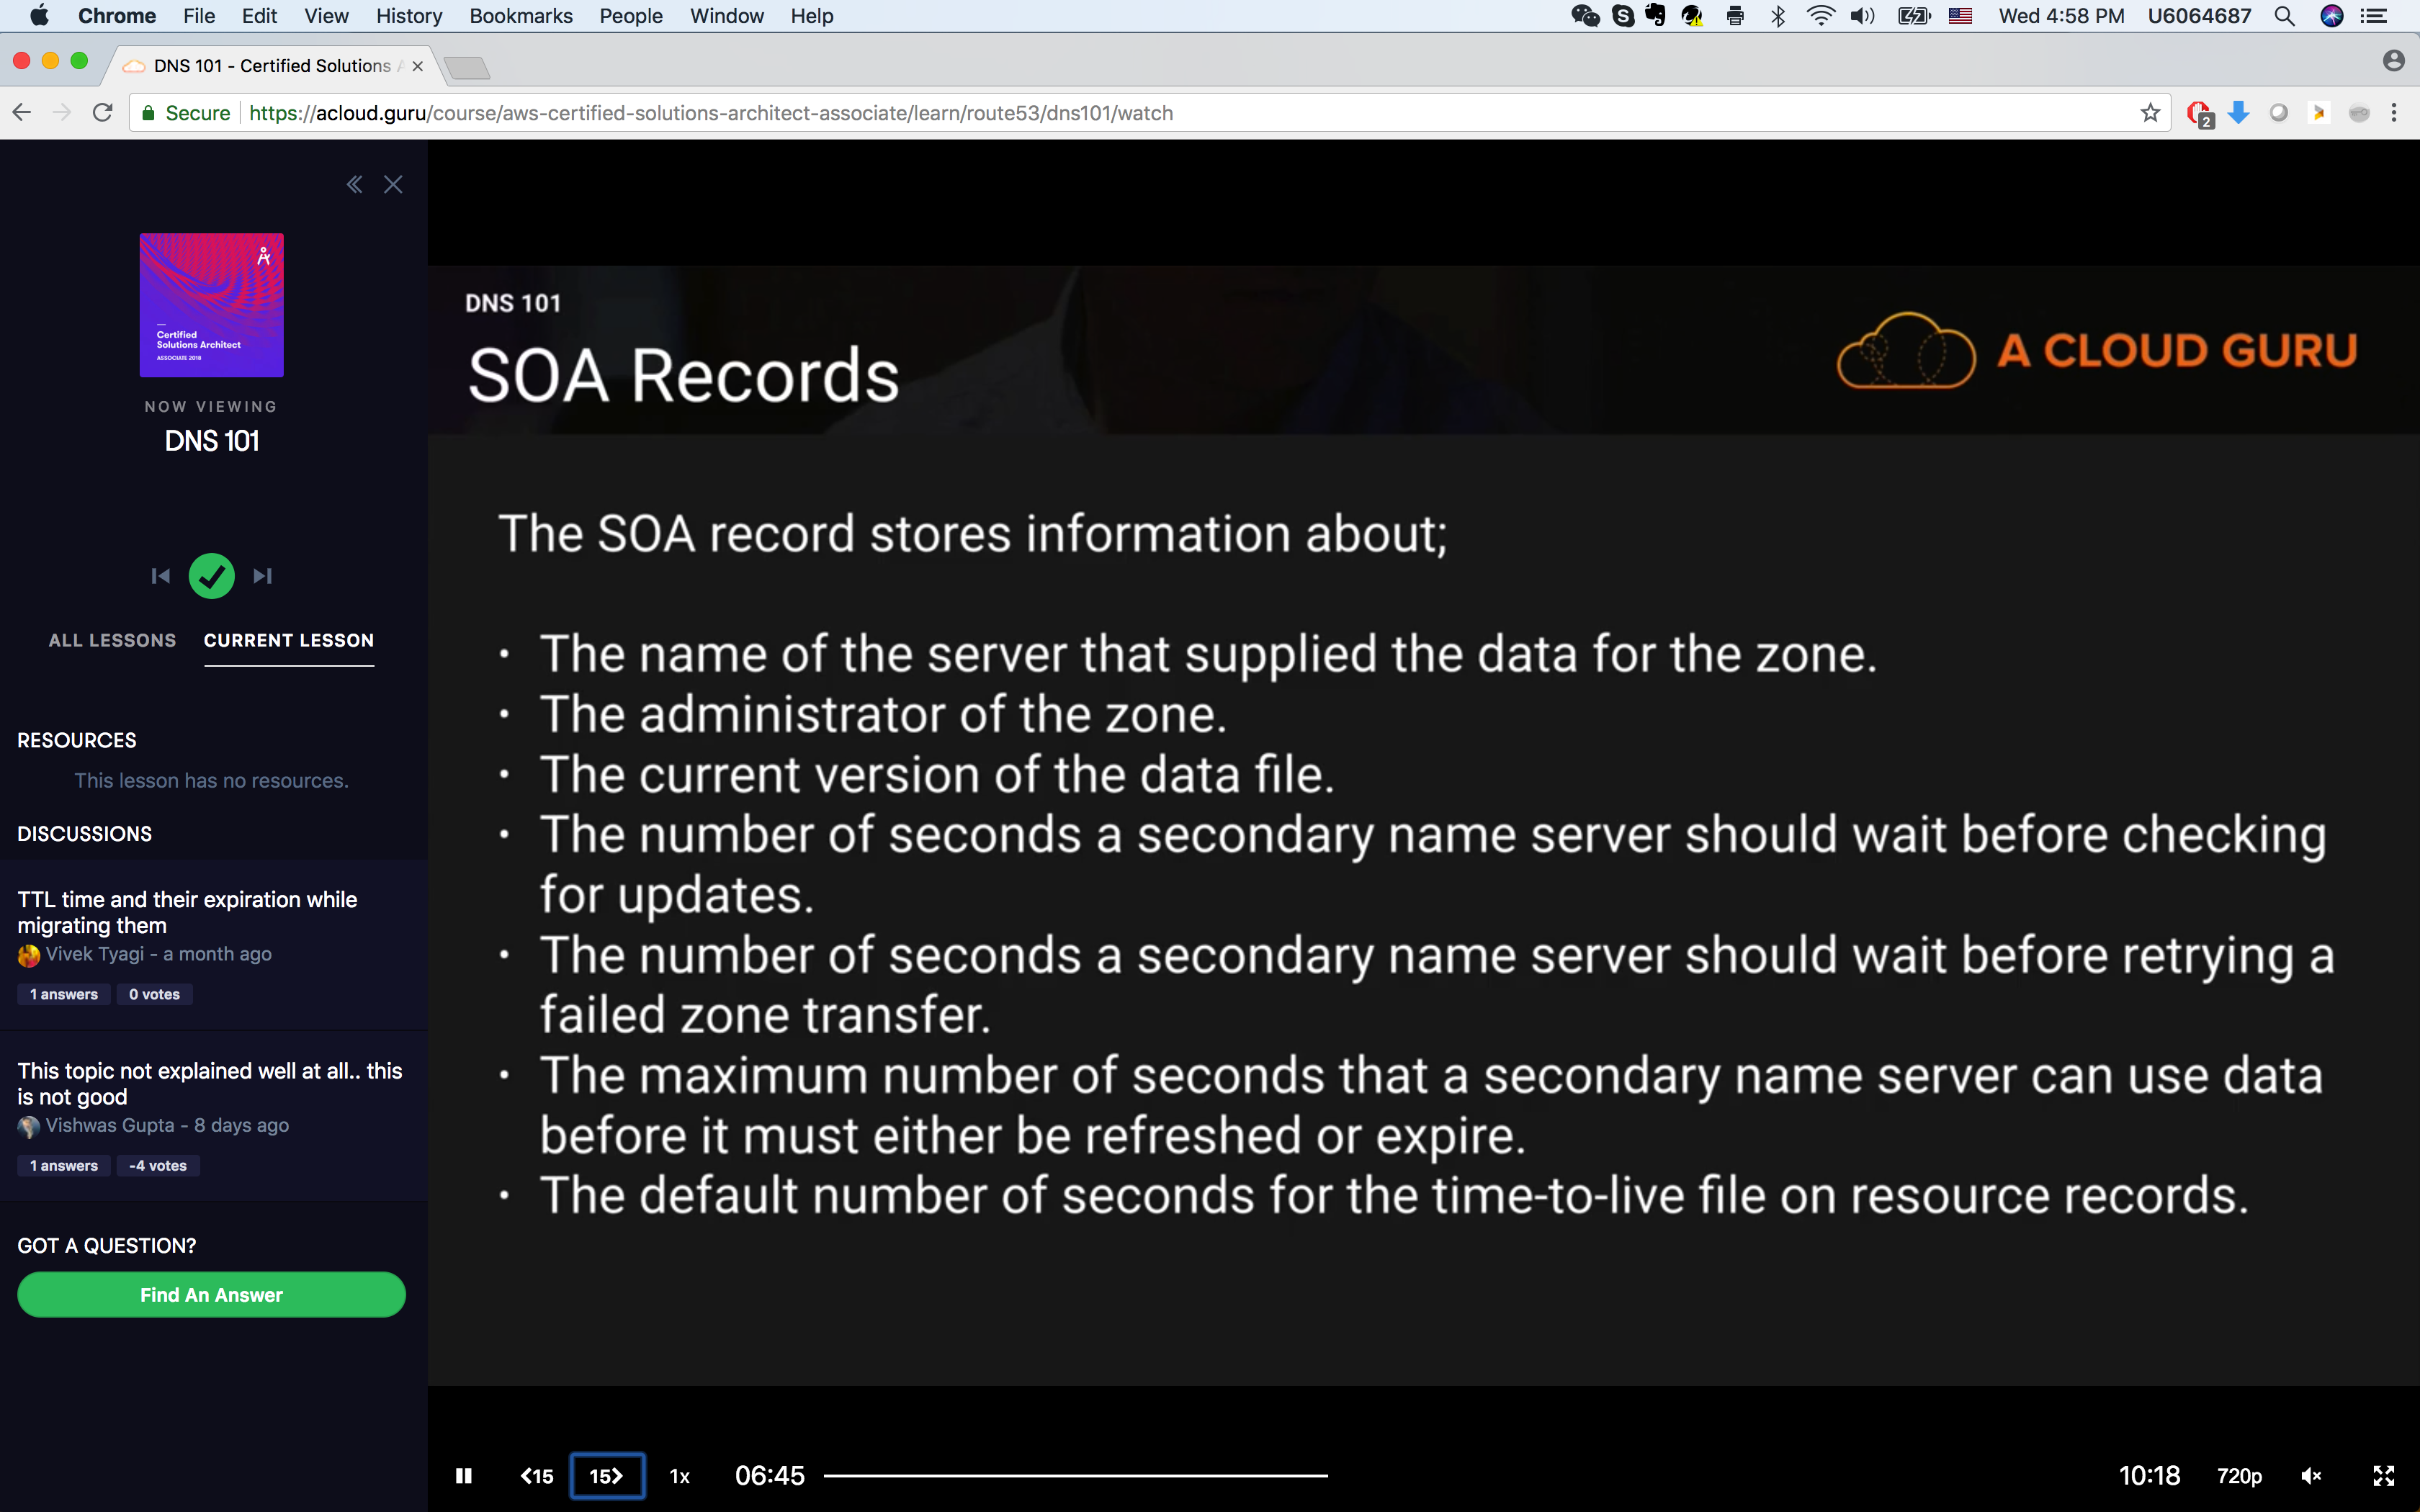 Chrome File Edit View History Bookmarks People Window Help
Wed 4:58 PM U6064687
DNS 101 - Certified Solutions A
Secure https://acloud.guru/course/aws-certified-solutions-architect-associate/learn/route53/dns101/watch
2
Certified
Solutions Architect
ASSOCIATE 2018
NOW VIEWING
DNS 101
ALL LESSONS CURRENT LESSON
RESOURCES
This lesson has no resources.
DISCUSSIONS
TTL time and their expiration while
migrating them
Vivek Tyagi - a month ago
1 answers 0 votes
This topic not explained well at all.. this
is not good
Vishwas Gupta - 8 days ago
1 answers -4 votes
GOT A QUESTION?
Find An Answer
DNS 101
SOA Records
A CLOUD GURU
The SOA record stores information about;
• The name of the server that supplied the data for the zone.
• The administrator of the zone.
• The current version of the data file.
• The number of seconds a secondary name server should wait before checking
for updates.
• The number of seconds a secondary name server should wait before retrying a
failed zone transfer.
• The maximum number of seconds that a secondary name server can use data
before it must either be refreshed or expire.
• The default number of seconds for the time-to-live file on resource records.
<15 15> 1x 06:45 10:18 720p